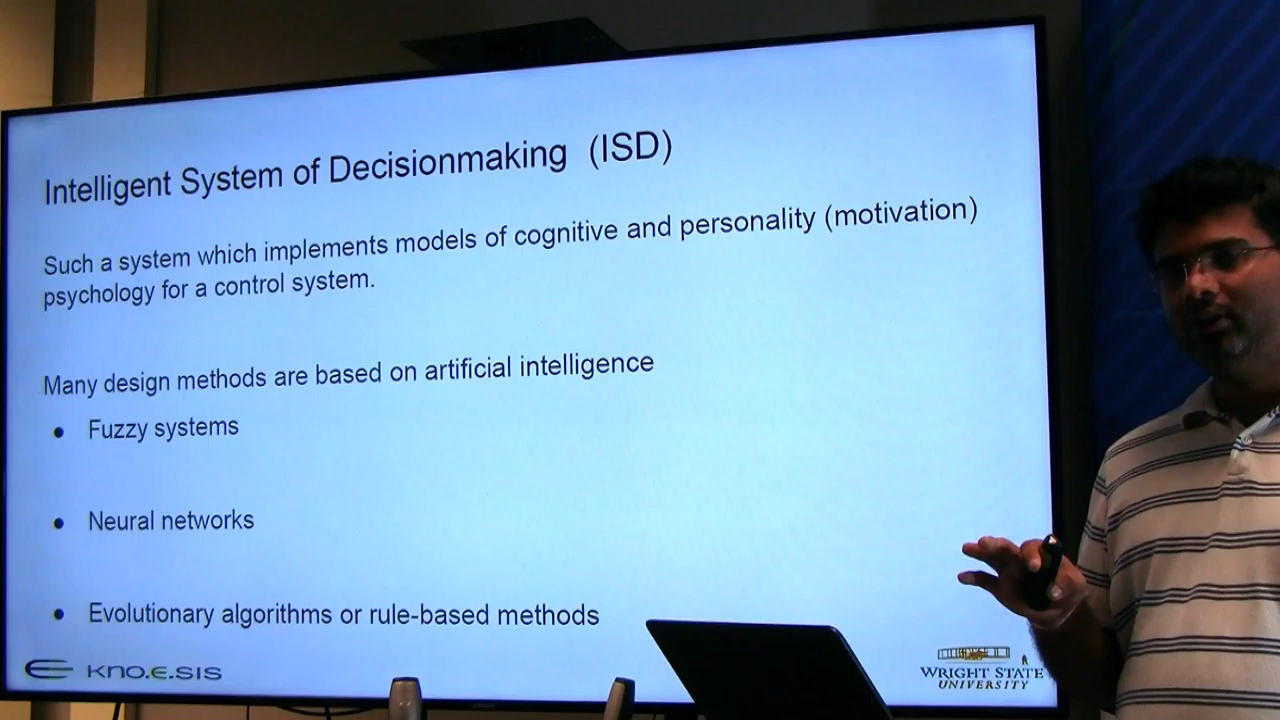 Intelligent System of Decisionmaking (ISD)
Such a system which implements models of cognitive and personality (motivation)
psychology for a control system.
Many design methods are based on artificial intelligence
● Fuzzy systems
● Neural networks
● Evolutionary algorithms or rule-based methods
KNO.E.SIS
WRIGHT STATE
UNIVERSITY